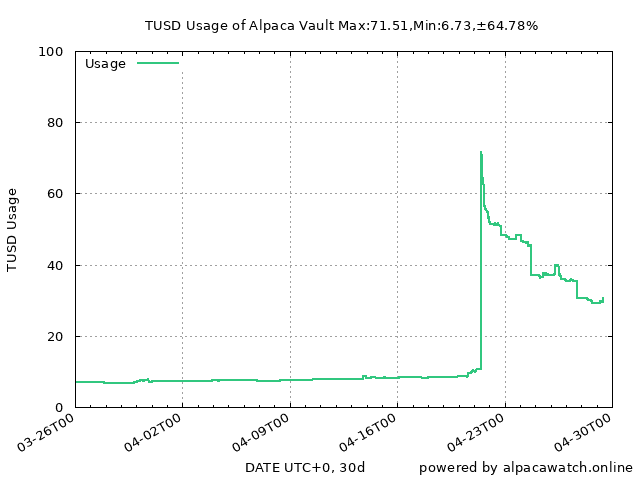 TUSD Usage of Alpaca Vault Max:71.51,Min:6.73,±64.78%
Usage
TUSD Usage
100
80
60
40
20
0
03-26T00
04-02T00
04-09T00
04-16T00
04-23T00
04-30T00
DATE UTC+0, 30d
powered by alpacawatch.online